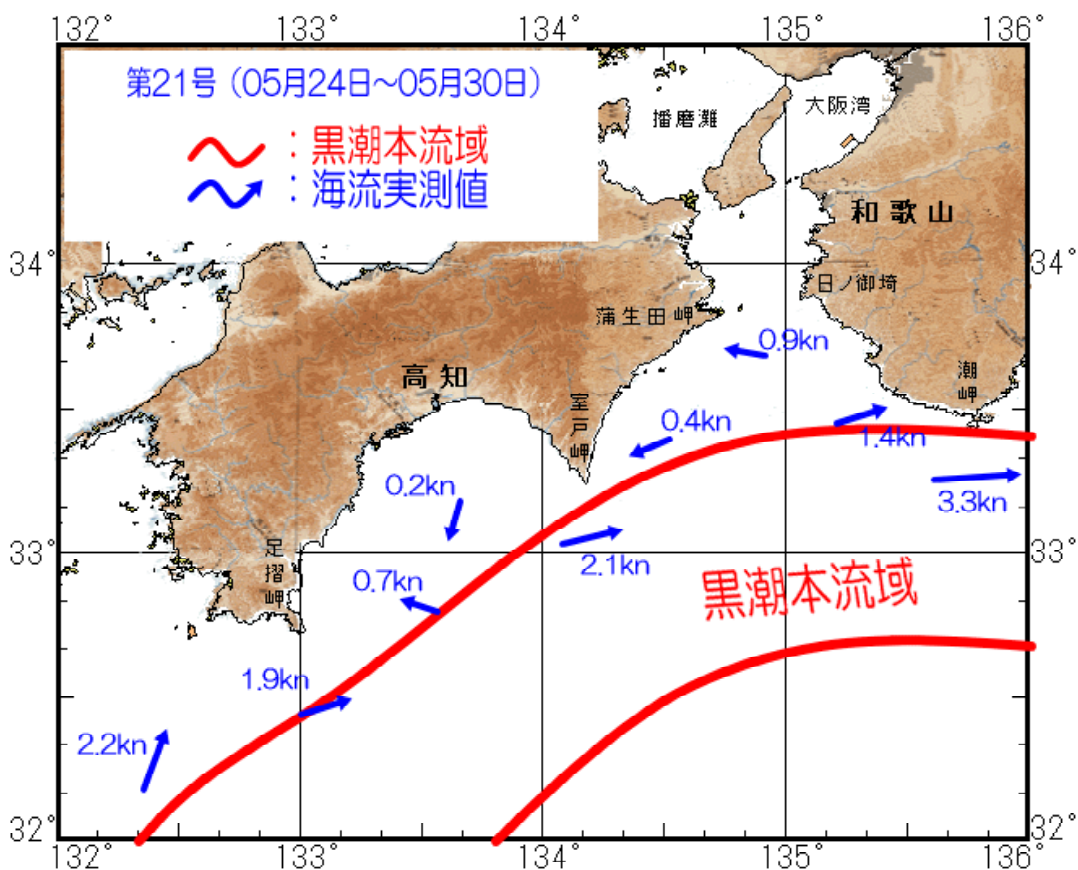 132° 133° 134° 135° 136°
第21号（05月24日～05月30日）
：黒潮本流域
：海流実測値
播磨灘
大阪湾
和歌山
34° 34°
日ノ御埼
蒲生田岬
0.9kn
潮岬
高知
室戸岬
0.4kn
1.4kn
0.2kn
3.3kn
33° 33°
足摺岬
2.1kn
0.7kn
黒潮本流域
1.9kn
2.2kn
32° 32°
132° 133° 134° 135° 136°